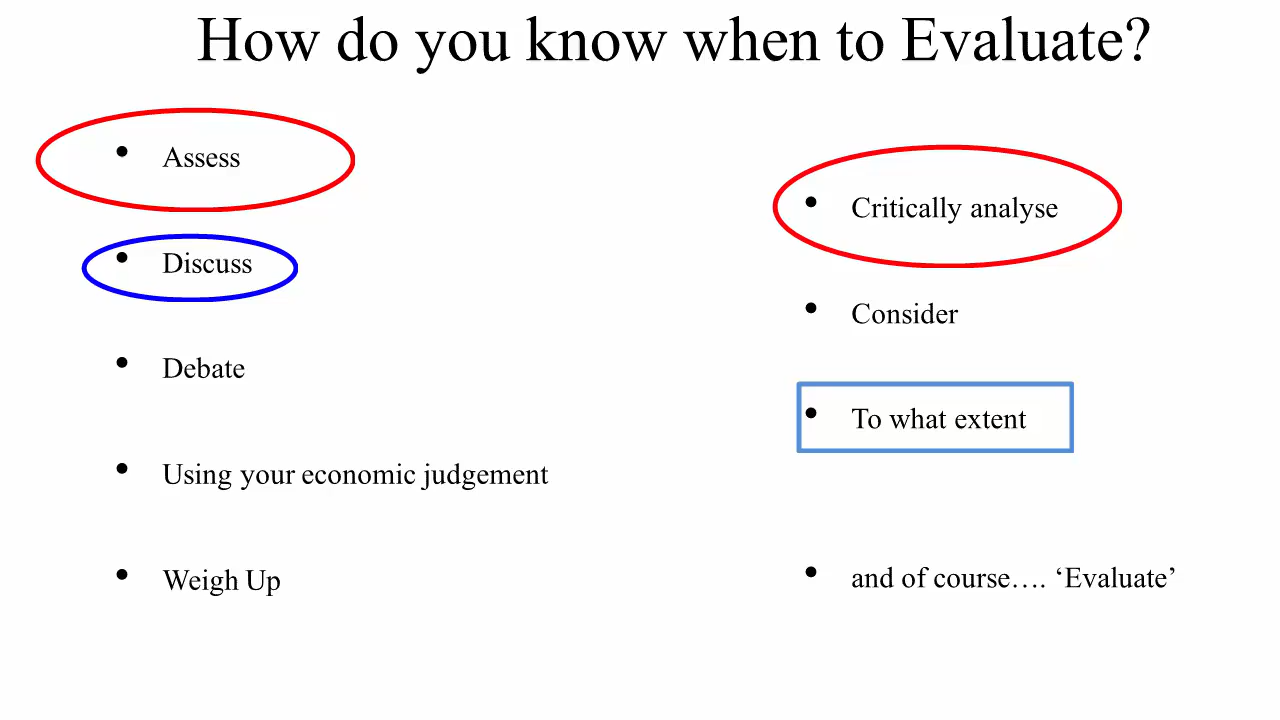 How do you know when to Evaluate?
• Assess
• Discuss
• Debate
• Using your economic judgement
• Weigh Up
• Critically analyse
• Consider
• To what extent
• and of course…. ‘Evaluate’